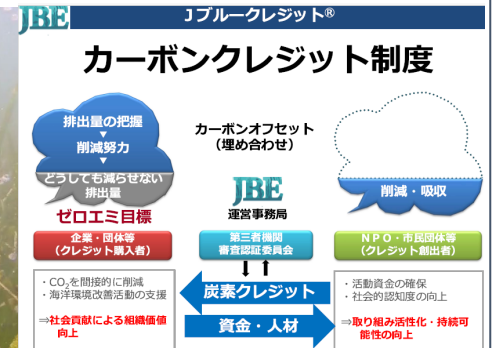 JBE
Jブルークレジット®
カーボンクレジット制度
排出量の把握
▼
削減努力
▼
どうしても減らせない
排出量
ゼロエミ目標
カーボンオフセット
（埋め合わせ）
JBE
運営事務局
削減・吸収
企業・団体等
（クレジット購入者）
第三者機関
審査認証委員会
ＮＰＯ・市民団体等
（クレジット創出者）
・CO2を間接的に削減
・海洋環境改善活動の支援
⇒社会貢献による組織価値
向上
炭素クレジット
資金・人材
・活動資金の確保
・社会的認知度の向上
⇒取り組み活性化・持続可
能性の向上